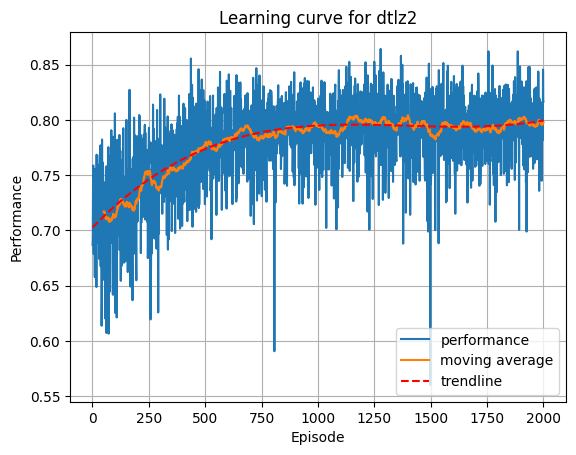 Learning curve for dtlz2
Performance
0.85
0.80
0.75
0.70
0.65
0.60
0.55
performance
moving average
trendline
0
250
500
750
1000
1250
1500
1750
2000
Episode